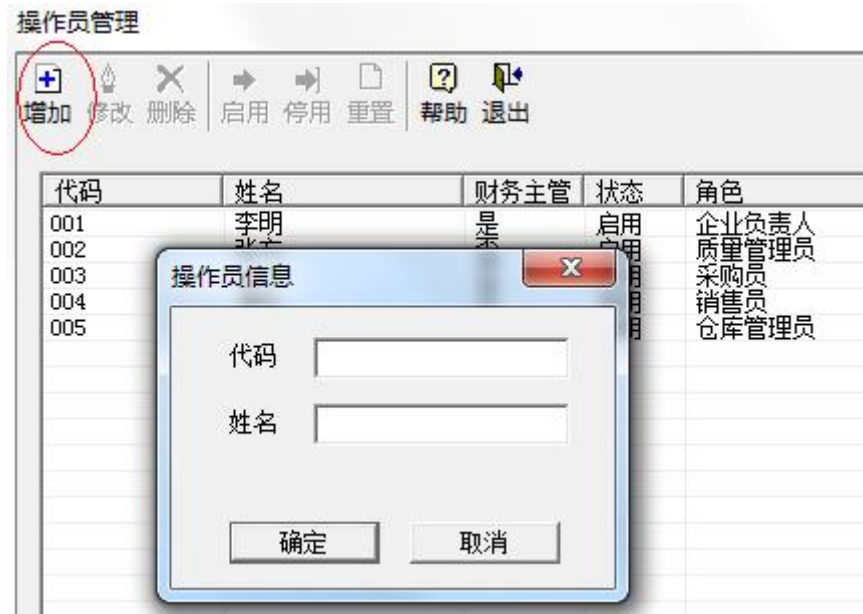 操作员管理
增加 修改 删除 启用 停用 重置 帮助 退出
代码 姓名 财务主管 状态 角色
001 李明 是 启用 企业负责人
002 质量管理员
003 采购员
004 销售员
005 仓库管理员
操作员信息
代码
姓名
确定 取消